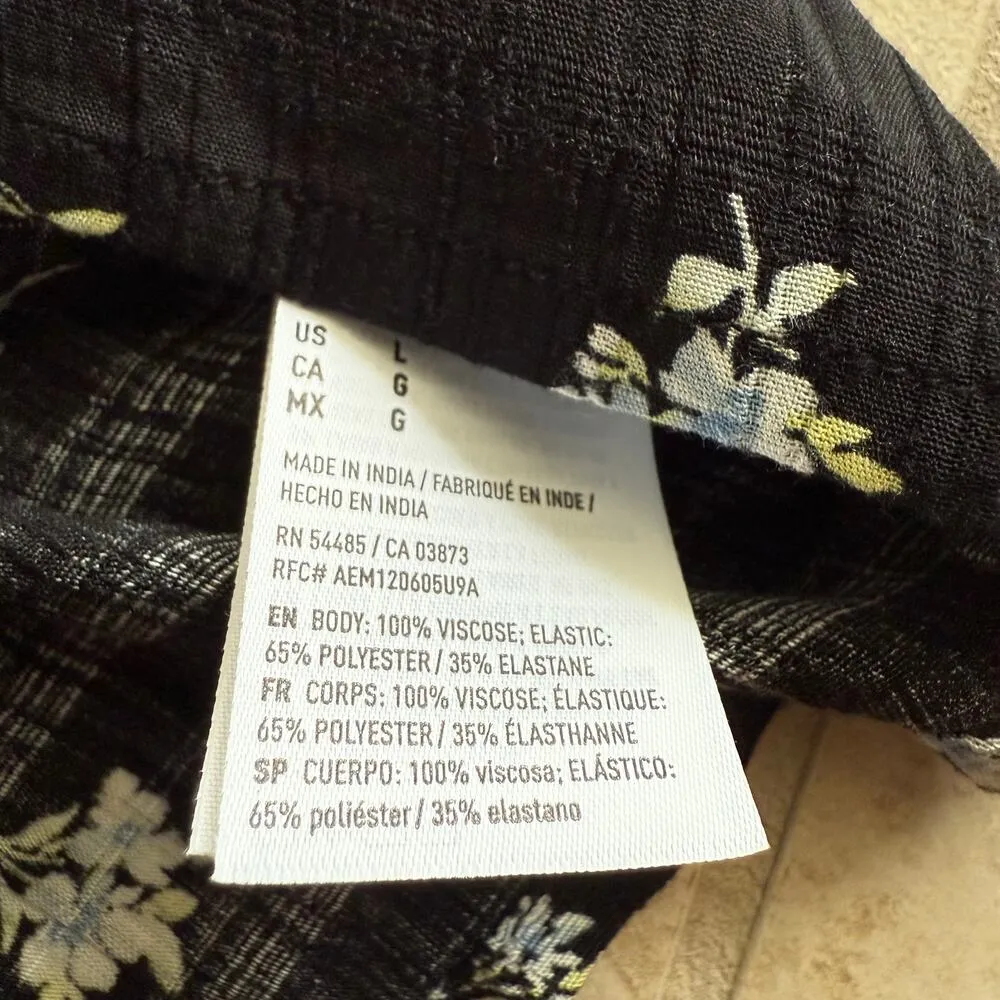 US L
CA G
MX G
MADE IN INDIA / FABRIQUÉ EN INDE /
HECHO EN INDIA
RN 54485 / CA 03873
RFC# AEM120605U9A
EN BODY: 100% VISCOSE; ELASTIC:
65% POLYESTER / 35% ELASTANE
FR CORPS: 100% VISCOSE; ÉLASTIQUE:
65% POLYESTER / 35% ÉLASTHANNE
SP CUERPO: 100% viscosa; ELÁSTICO:
65% poliéster / 35% elastano